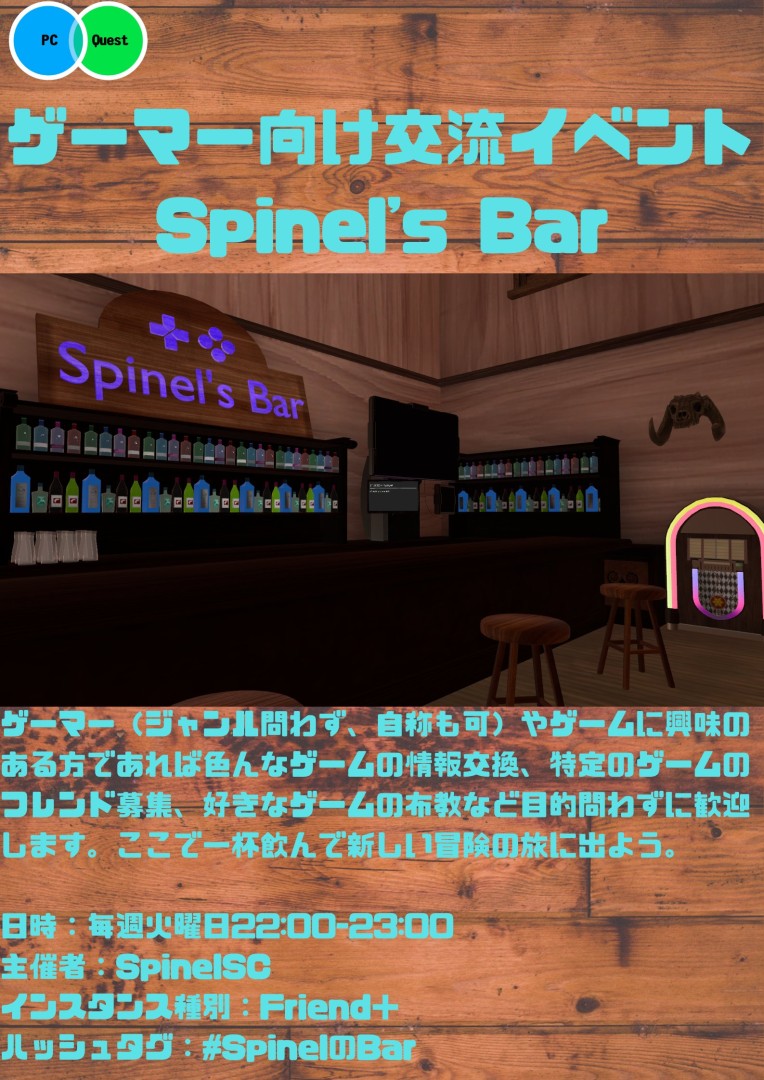 PC Quest
ゲーマー向け交流イベント
Spinel's Bar
Spinel's Bar
ゲーマー（ジャンル問わず、自称も可）やゲームに興味の
ある方であれば色んなゲームの情報交換、特定のゲームの
フレンド募集、好きなゲームの布教など目的問わずに歓迎
します。ここで一杯飲んで新しい冒険の旅に出よう。
日時：毎週火曜日22:00-23:00
主催者：SpinelSC
インスタンス種別：Friend+
ハッシュタグ：#SpinelのBar